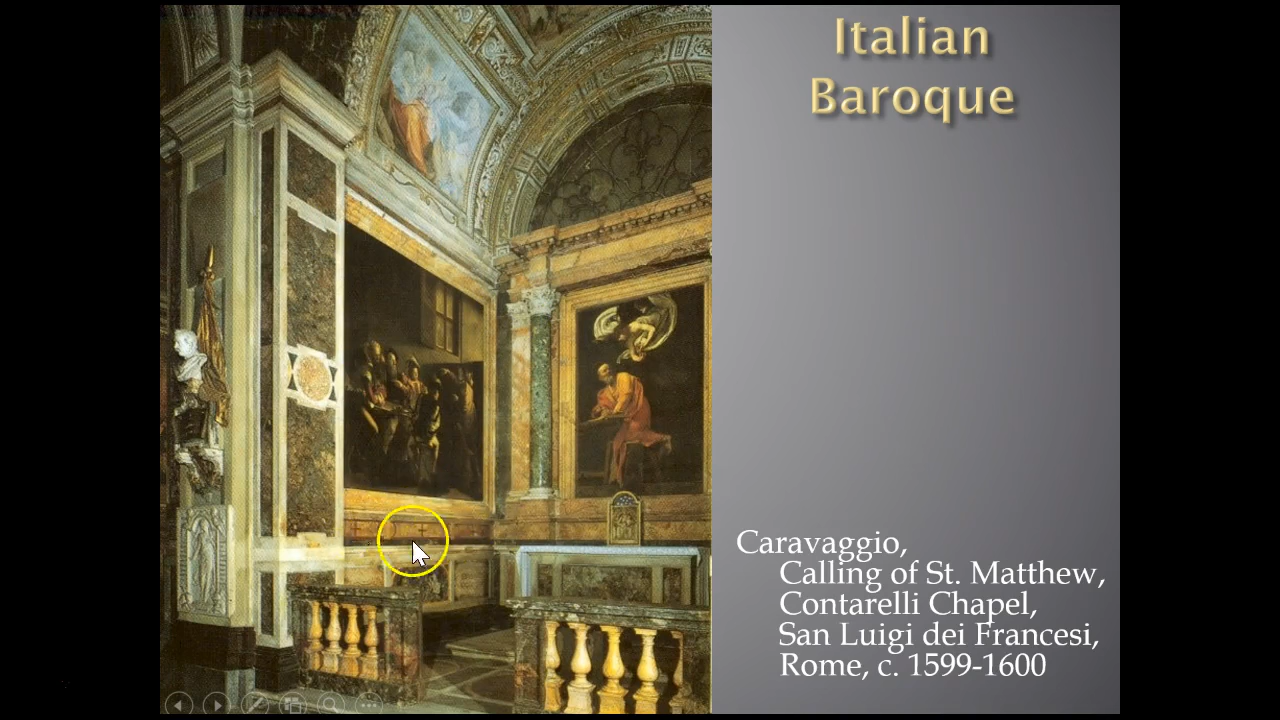 Italian
Baroque
Caravaggio,
Calling of St. Matthew,
Contarelli Chapel,
San Luigi dei Francesi,
Rome, c. 1599-1600